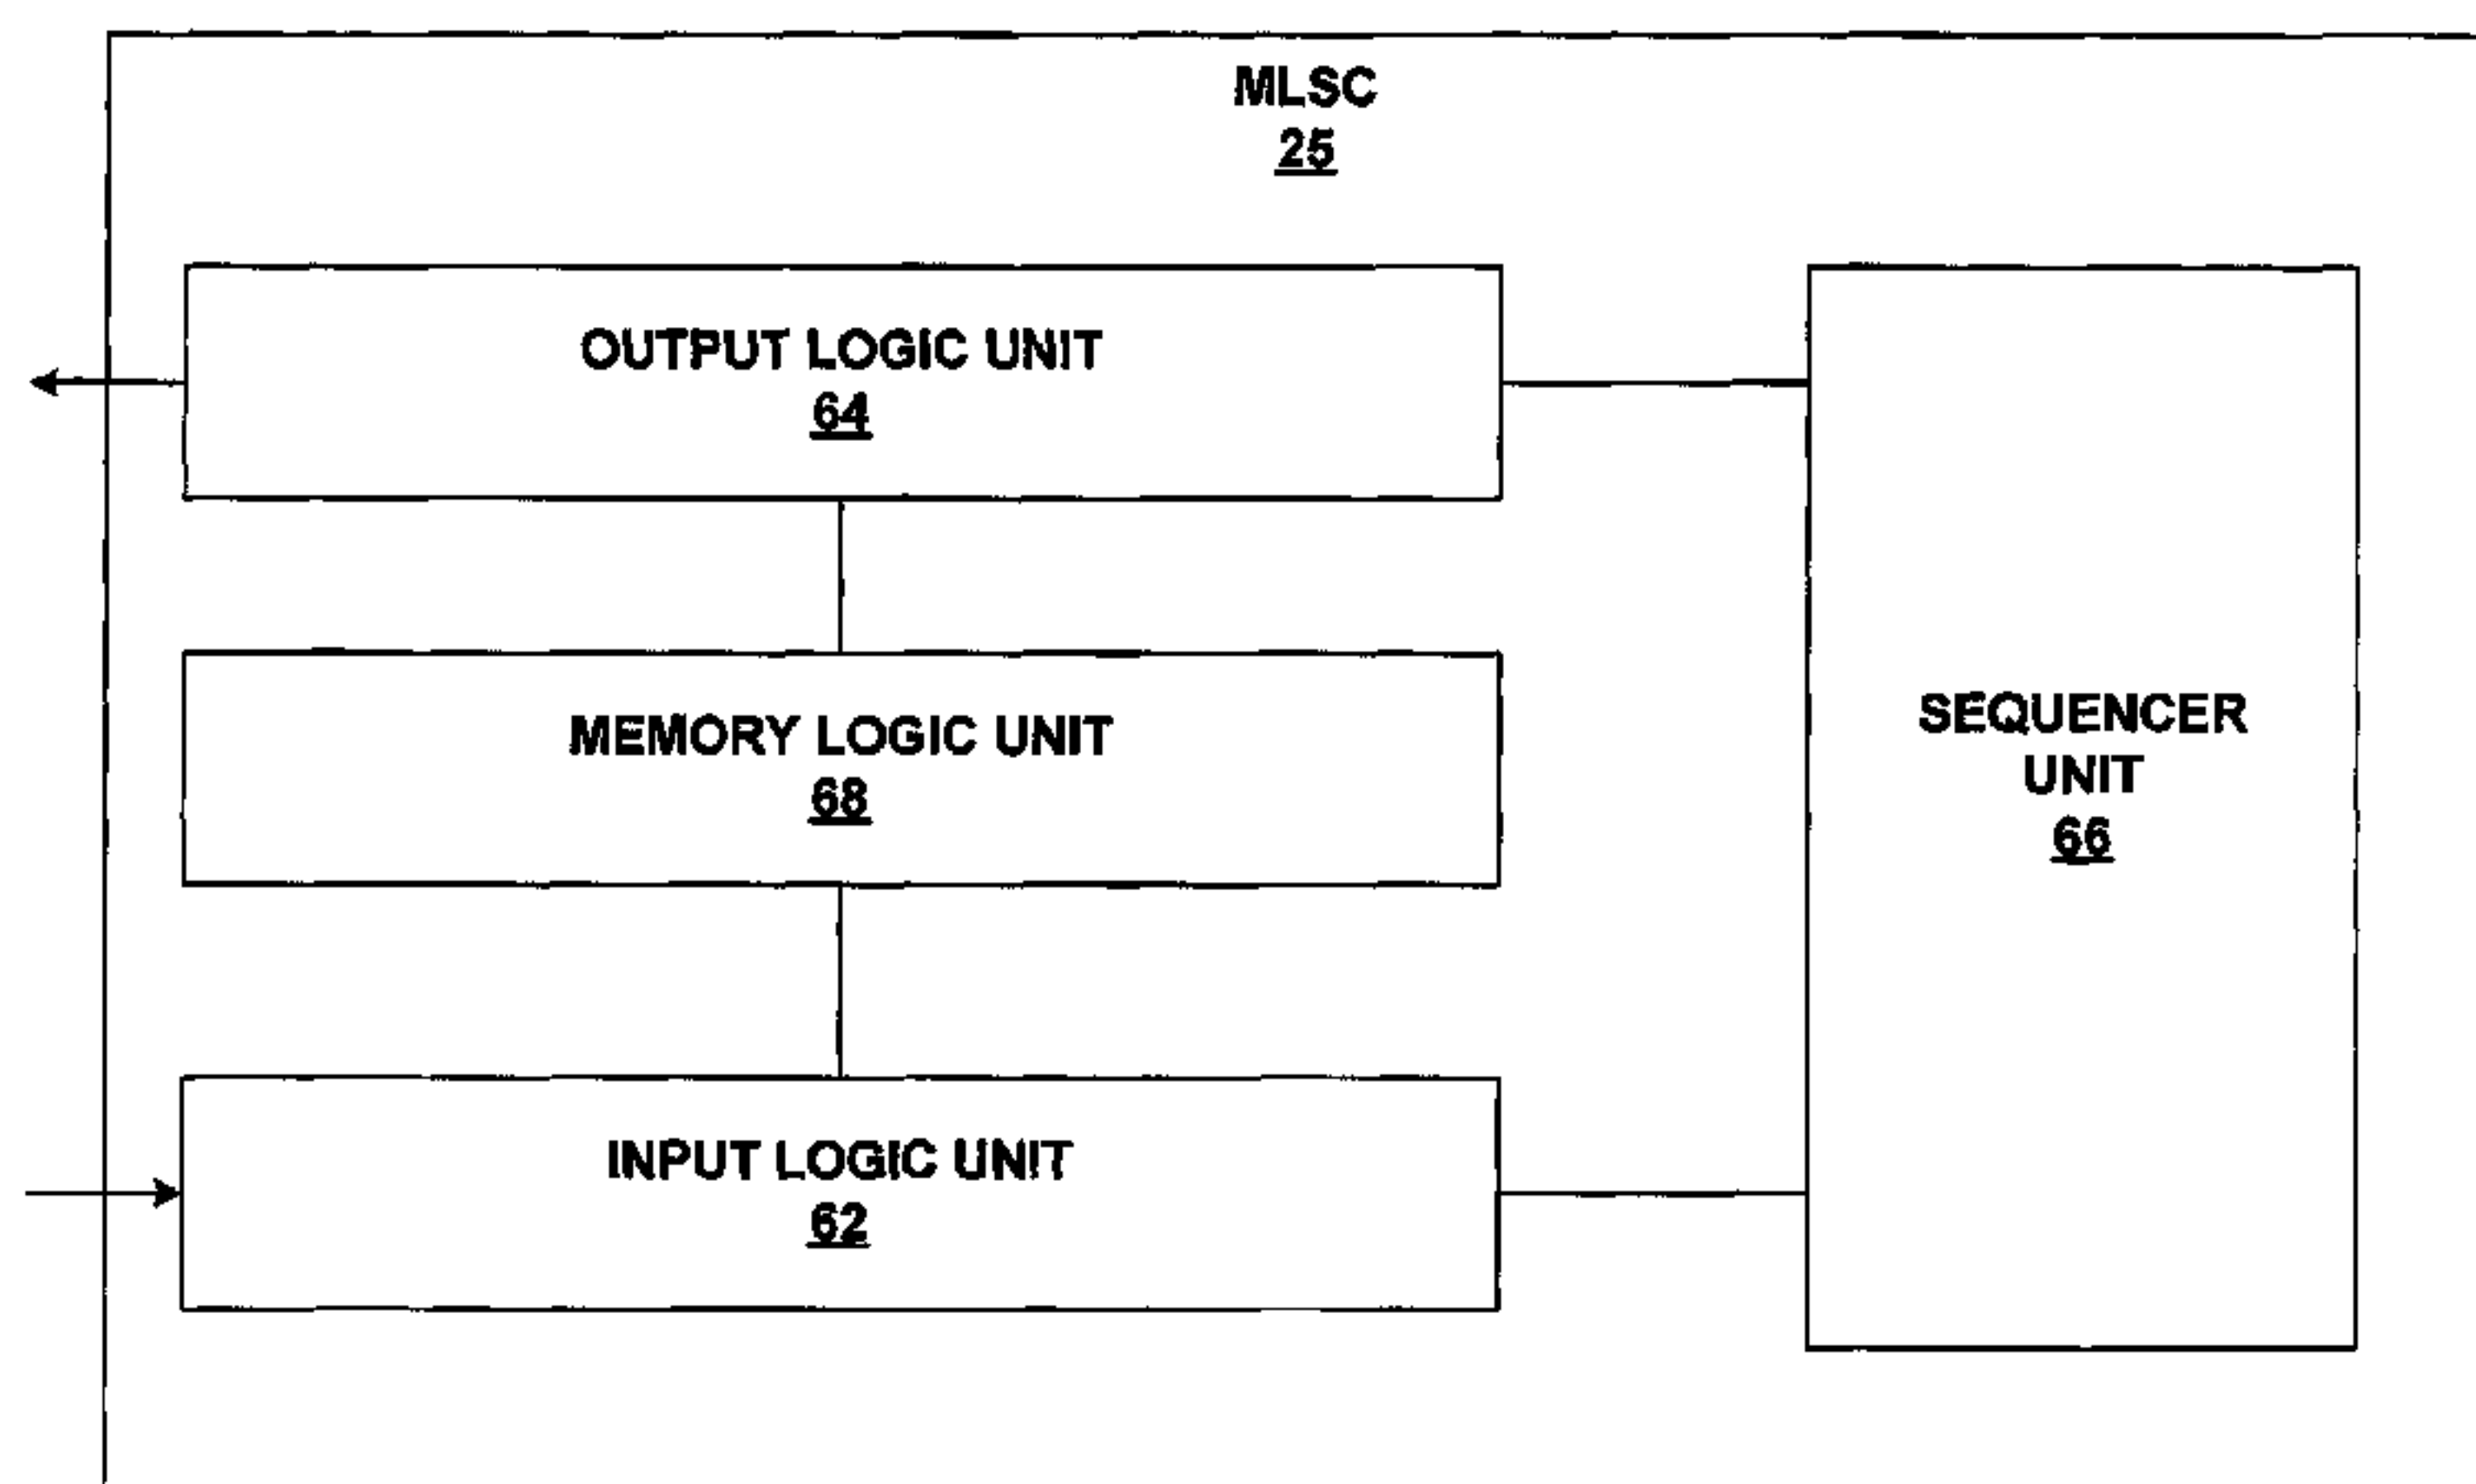 MLSC
25
OUTPUT LOGIC UNIT
64
MEMORY LOGIC UNIT
68
SEQUENCER
UNIT
66
INPUT LOGIC UNIT
62